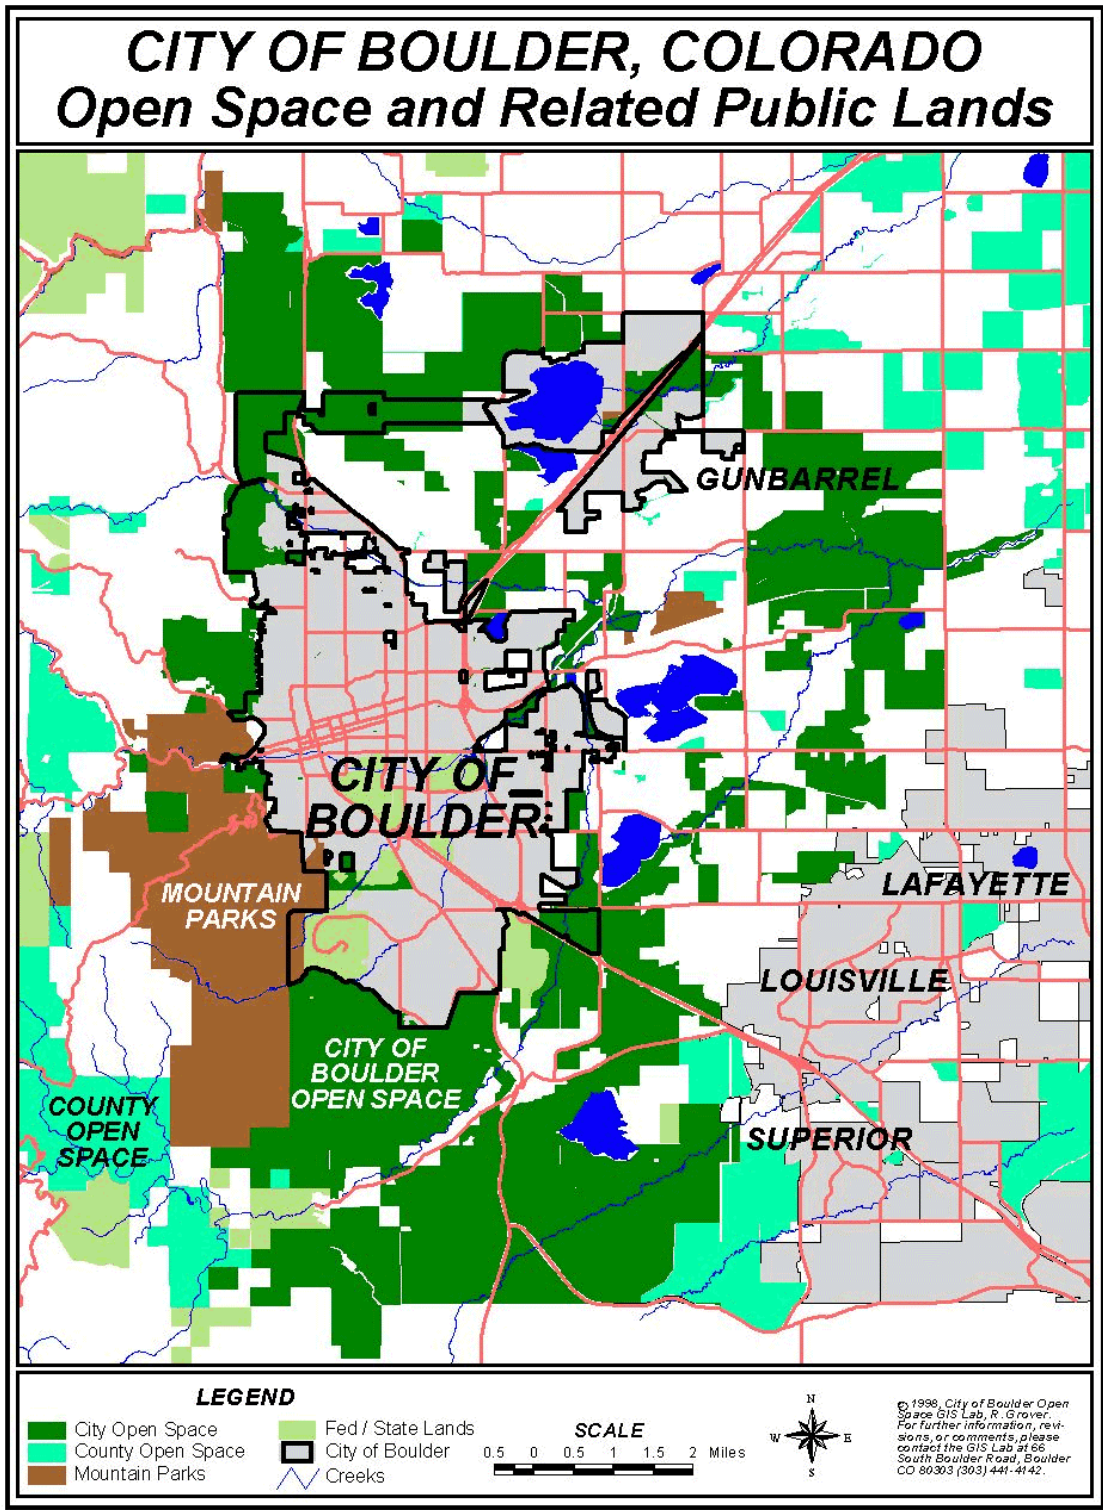 CITY OF BOULDER, COLORADO
Open Space and Related Public Lands
GUNBARREL
CITY OF
BOULDER
MOUNTAIN
PARKS
LAFAYETTE
LOUISVILLE
CITY OF
BOULDER
OPEN SPACE
COUNTY
OPEN
SPACE
SUPERIOR
LEGEND
City Open Space
County Open Space
Mountain Parks
Fed / State Lands
City of Boulder
Creeks
SCALE
0.5 0 0.5 1 1.5 2 Miles
N
W E
S
© 1998, City of Boulder Open
Space GIS Lab, R. Grover.
For further information, revi-
sions, or comments, please
contact the GIS Lab at 66
South Boulder Road, Boulder
CO 80303 (303) 441-4142.